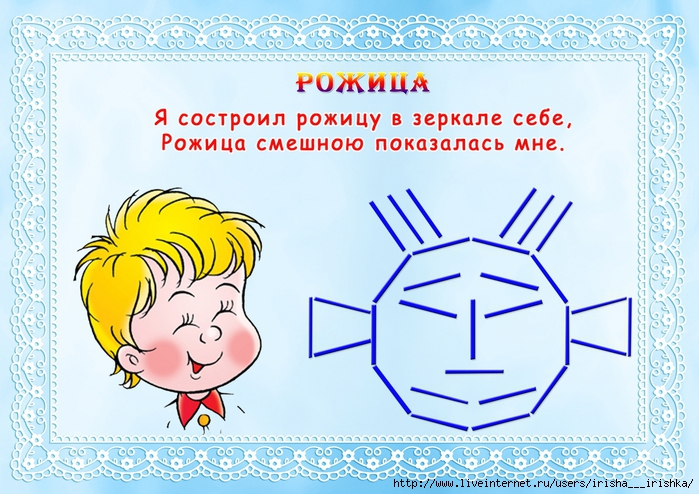 РОЖИЦА
Я состроил рожицу в зеркале себе,
Рожица смешною показалась мне.
http://www.liveinternet.ru/users/irisha___irishka/